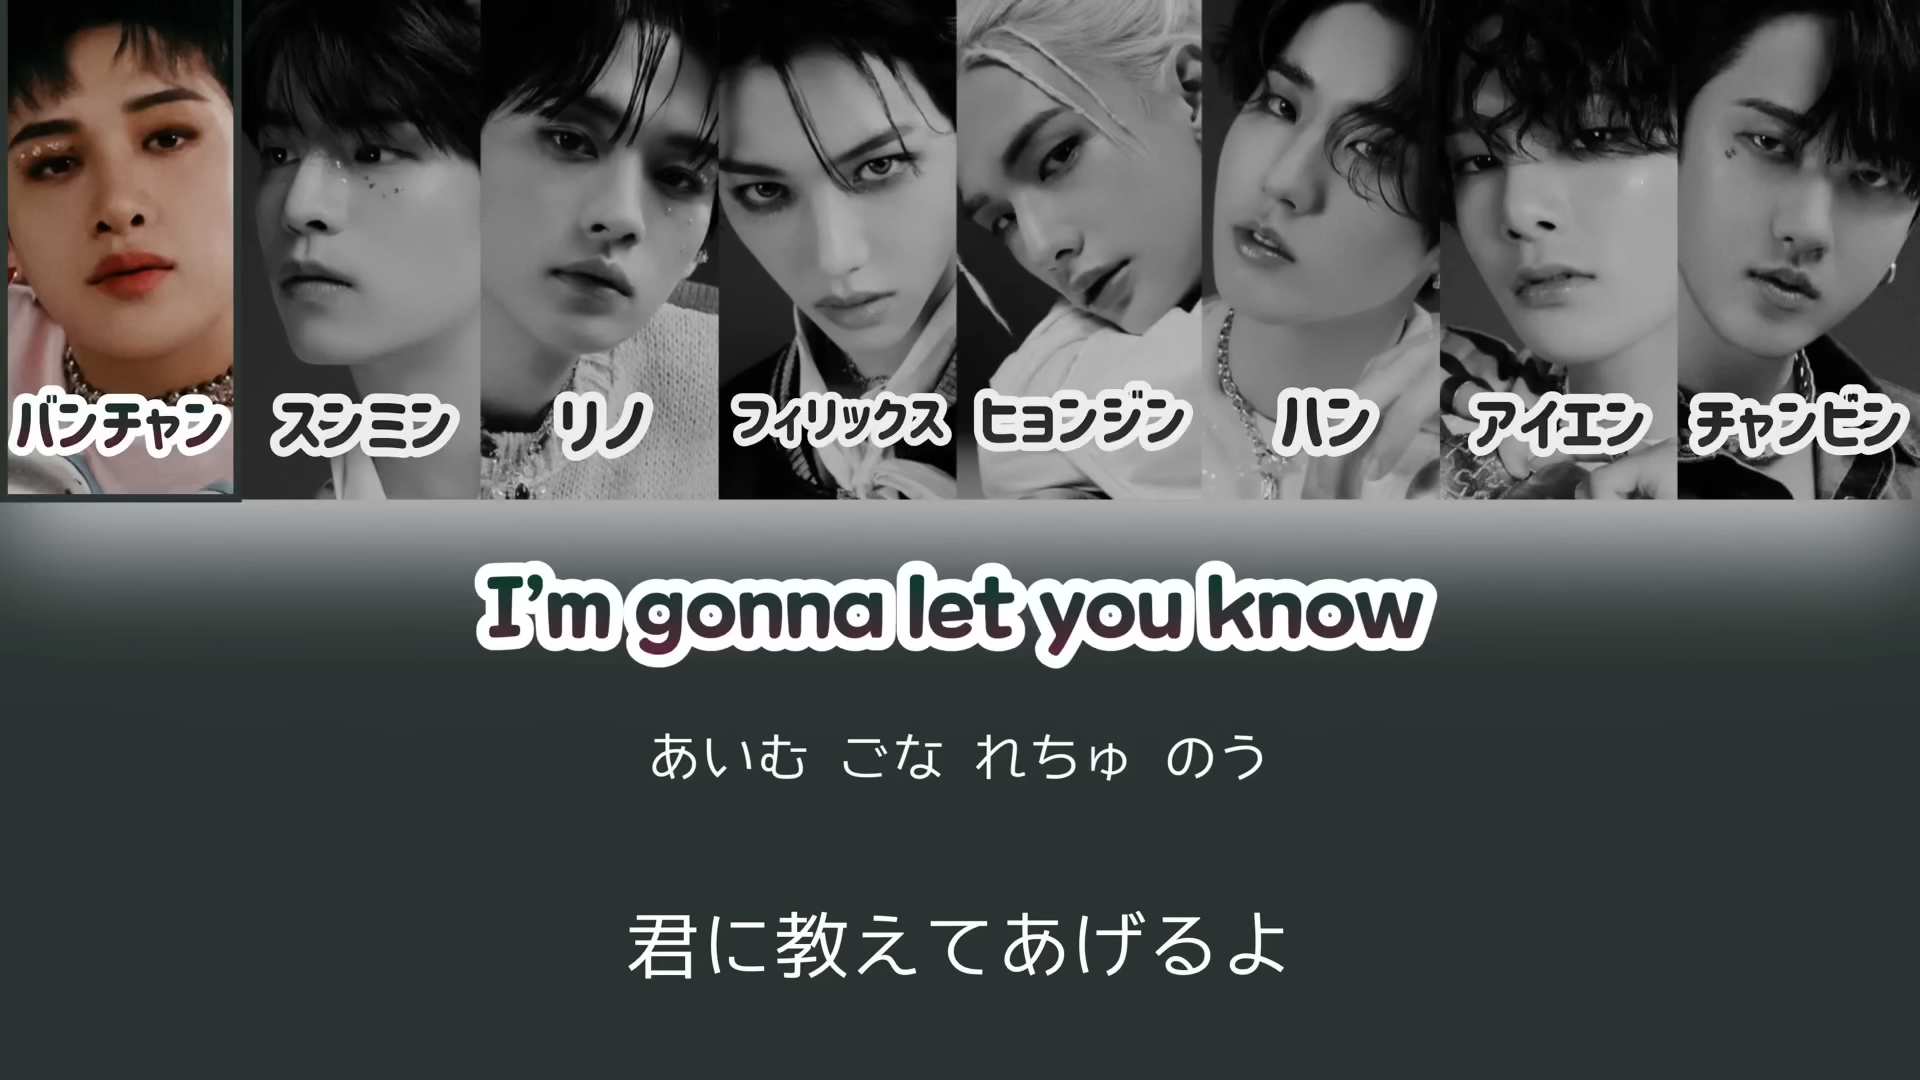 バンチャン スンミン リノ フィリックス ヒョンジン ハン アイエン チャンビン
I'm gonna let you know
あいむ ごな れちゅ のう
君に教えてあげるよ